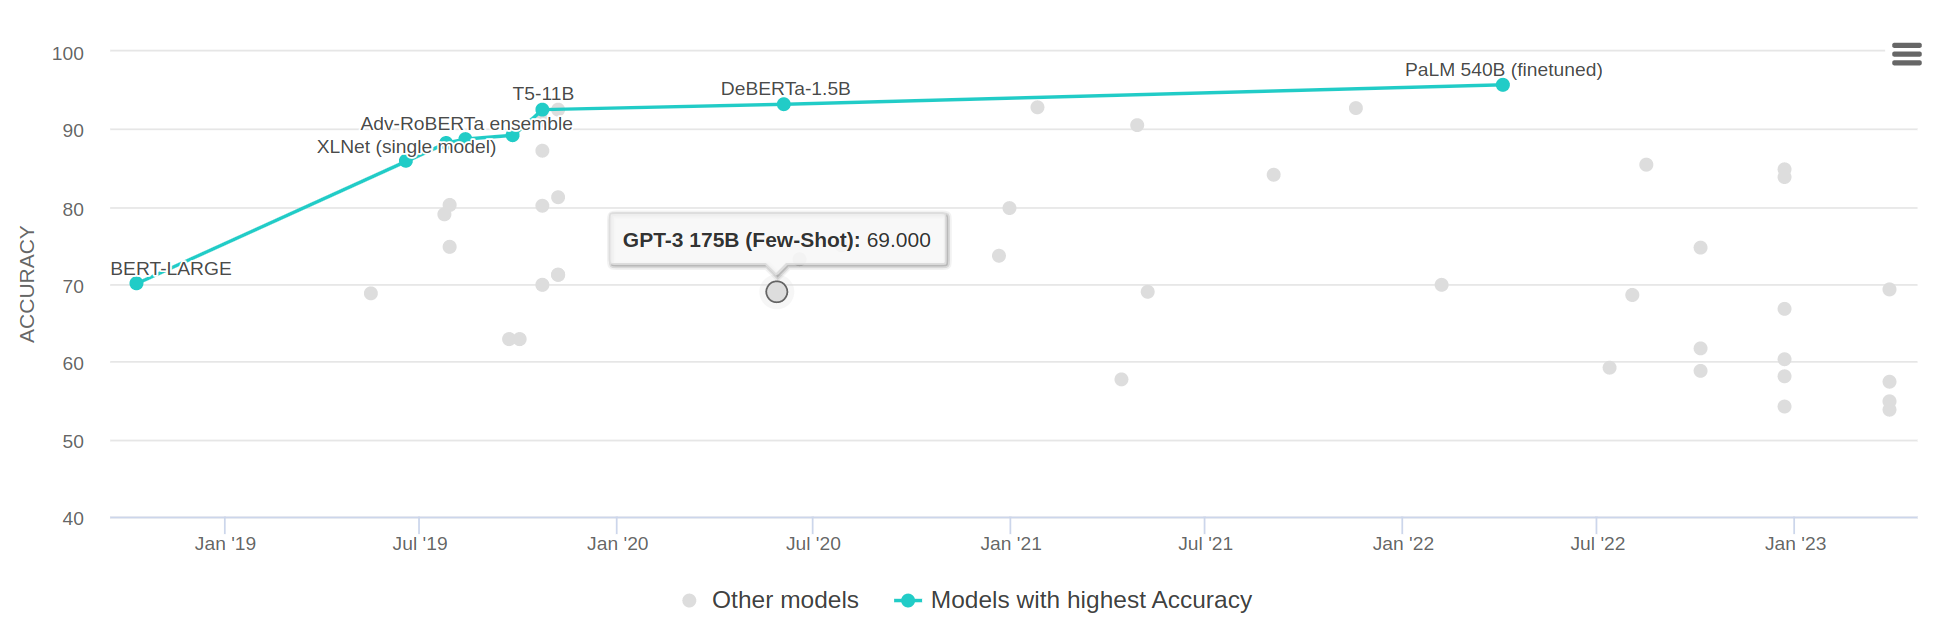 100
90
80
70
60
50
40
ACCURACY
PaLM 540B (finetuned)
DeBERTa-1.5B
T5-11B
Adv-RoBERTa ensemble
XLNet (single model)
GPT-3 175B (Few-Shot): 69.000
BERT-LARGE
Jan '19
Jul '19
Jan '20
Jul '20
Jan '21
Jul '21
Jan '22
Jul '22
Jan '23
Other models
Models with highest Accuracy